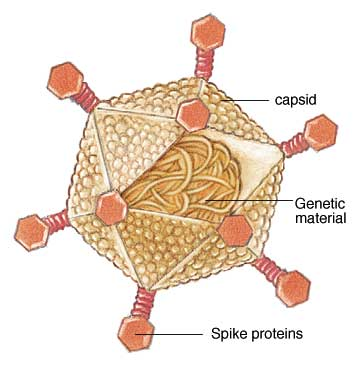 capsid
Genetic
material
Spike proteins